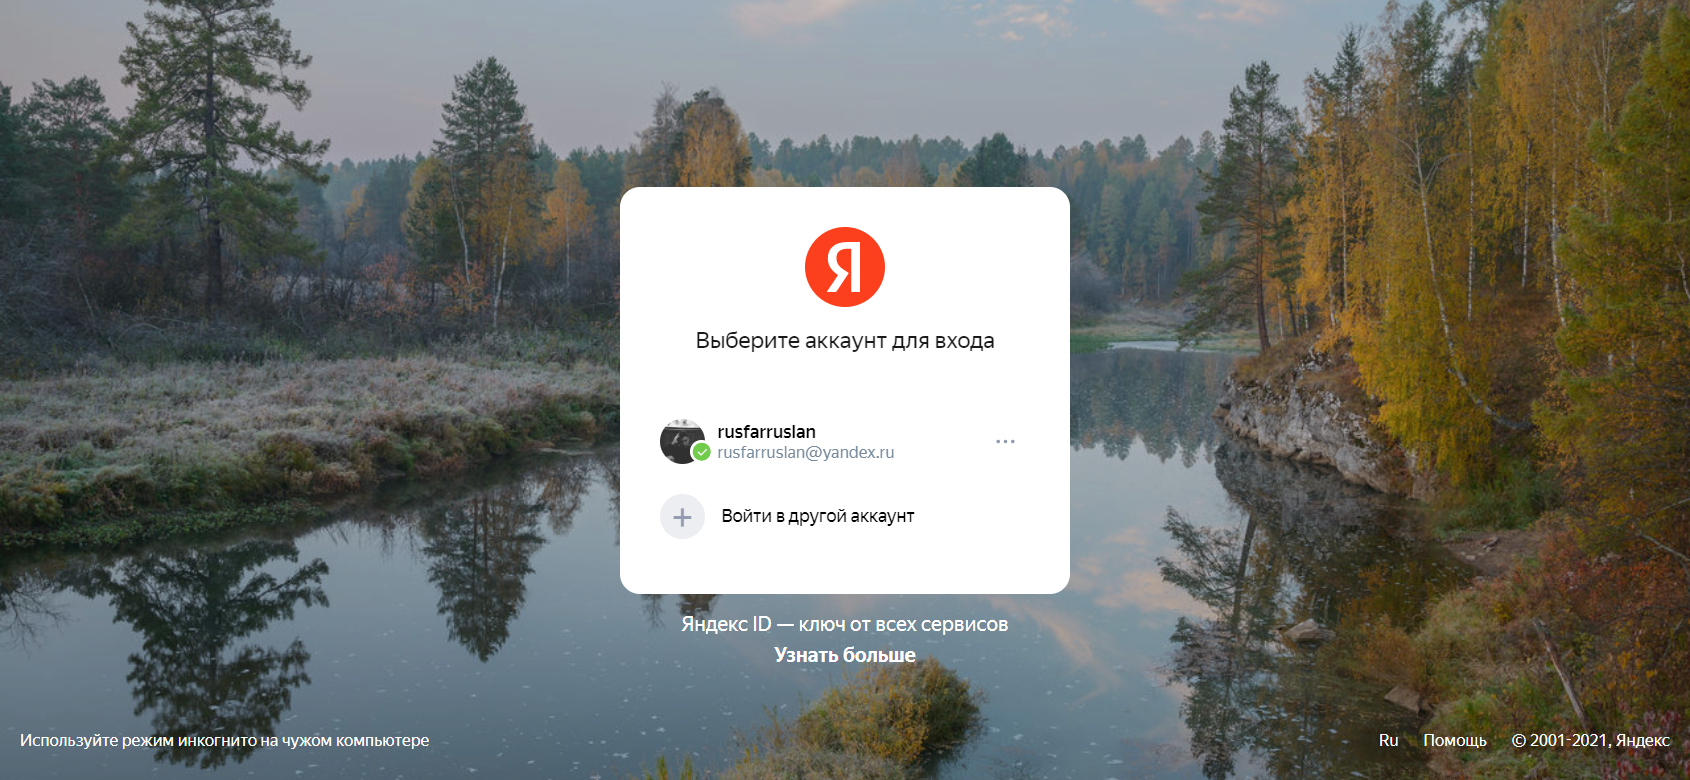 Я
Выберите аккаунт для входа
rusfarruslan
rusfarruslan@yandex.ru
Войти в другой аккаунт
Яндекс ID — ключ от всех сервисов
Узнать больше
Используйте режим инкогнито на чужом компьютере
Ru Помощь © 2001-2021, Яндекс